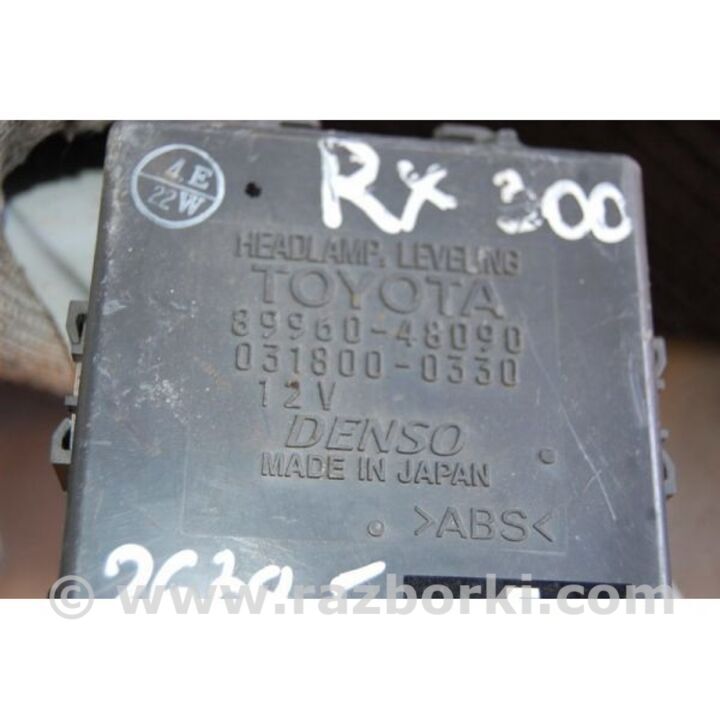 RX 300
4.E
22W
HEADLAMP. LEVELING
TOYOTA
89960-48090
031800-0330
12V
DENSO
MADE IN JAPAN
>ABS<
© www.razborki.com